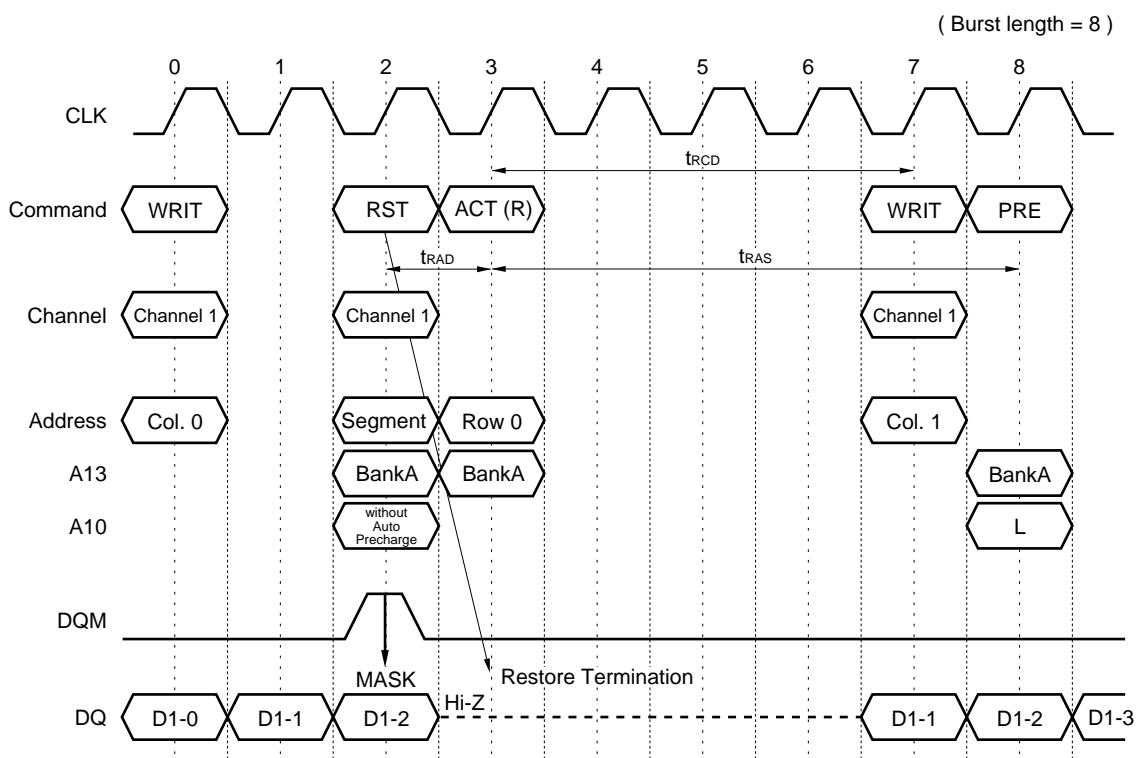 ( Burst length = 8 )
0 1 2 3 4 5 6 7 8
CLK
tRCD
Command WRIT RST ACT (R) WRIT PRE
tRAD tRAS
Channel Channel 1 Channel 1 Channel 1
Address Col. 0 Segment Row 0 Col. 1
A13 BankA BankA BankA
A10 without Auto Precharge L
DQM
MASK Restore Termination
Hi-Z
DQ D1-0 D1-1 D1-2 D1-1 D1-2 D1-3